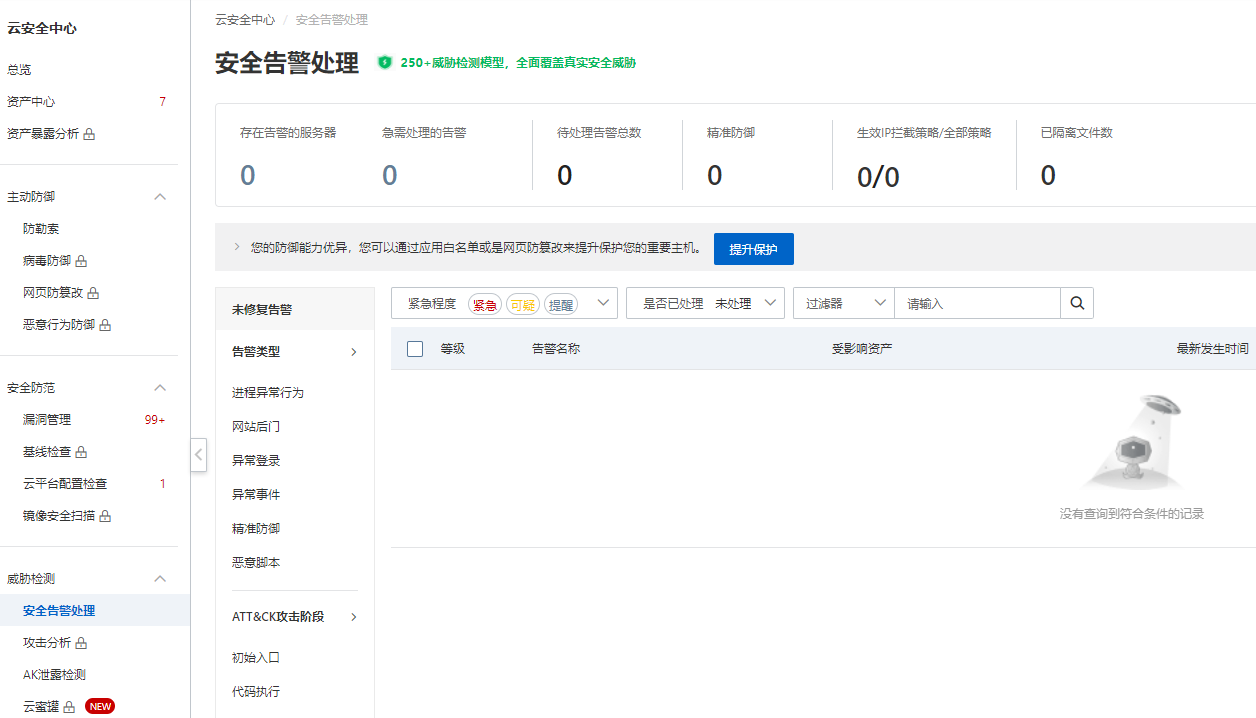 云安全中心
总览
资产中心 7
资产暴露分析
主动防御
防勒索
病毒防御
网页防篡改
恶意行为防御
安全防范
漏洞管理 99+
基线检查
云平台配置检查 1
镜像安全扫描
威胁检测
安全告警处理
攻击分析
AK泄露检测
云蜜罐 NEW
云安全中心 / 安全告警处理
安全告警处理 250+威胁检测模型，全面覆盖真实安全威胁
存在告警的服务器 急需处理的告警 待处理告警总数 精准防御 生效IP拦截策略/全部策略 已隔离文件数
0 0 0 0 0/0 0
您的防御能力优异，您可以通过应用白名单或是网页防篡改来提升保护您的重要主机。 提升保护
未修复告警
告警类型
进程异常行为
网站后门
异常登录
异常事件
精准防御
恶意脚本
ATT&CK攻击阶段
初始入口
代码执行
紧急程度 紧急 可疑 提醒 是否已处理 未处理 过滤器 请输入
等级 告警名称 受影响资产 最新发生时间
没有查询到符合条件的记录